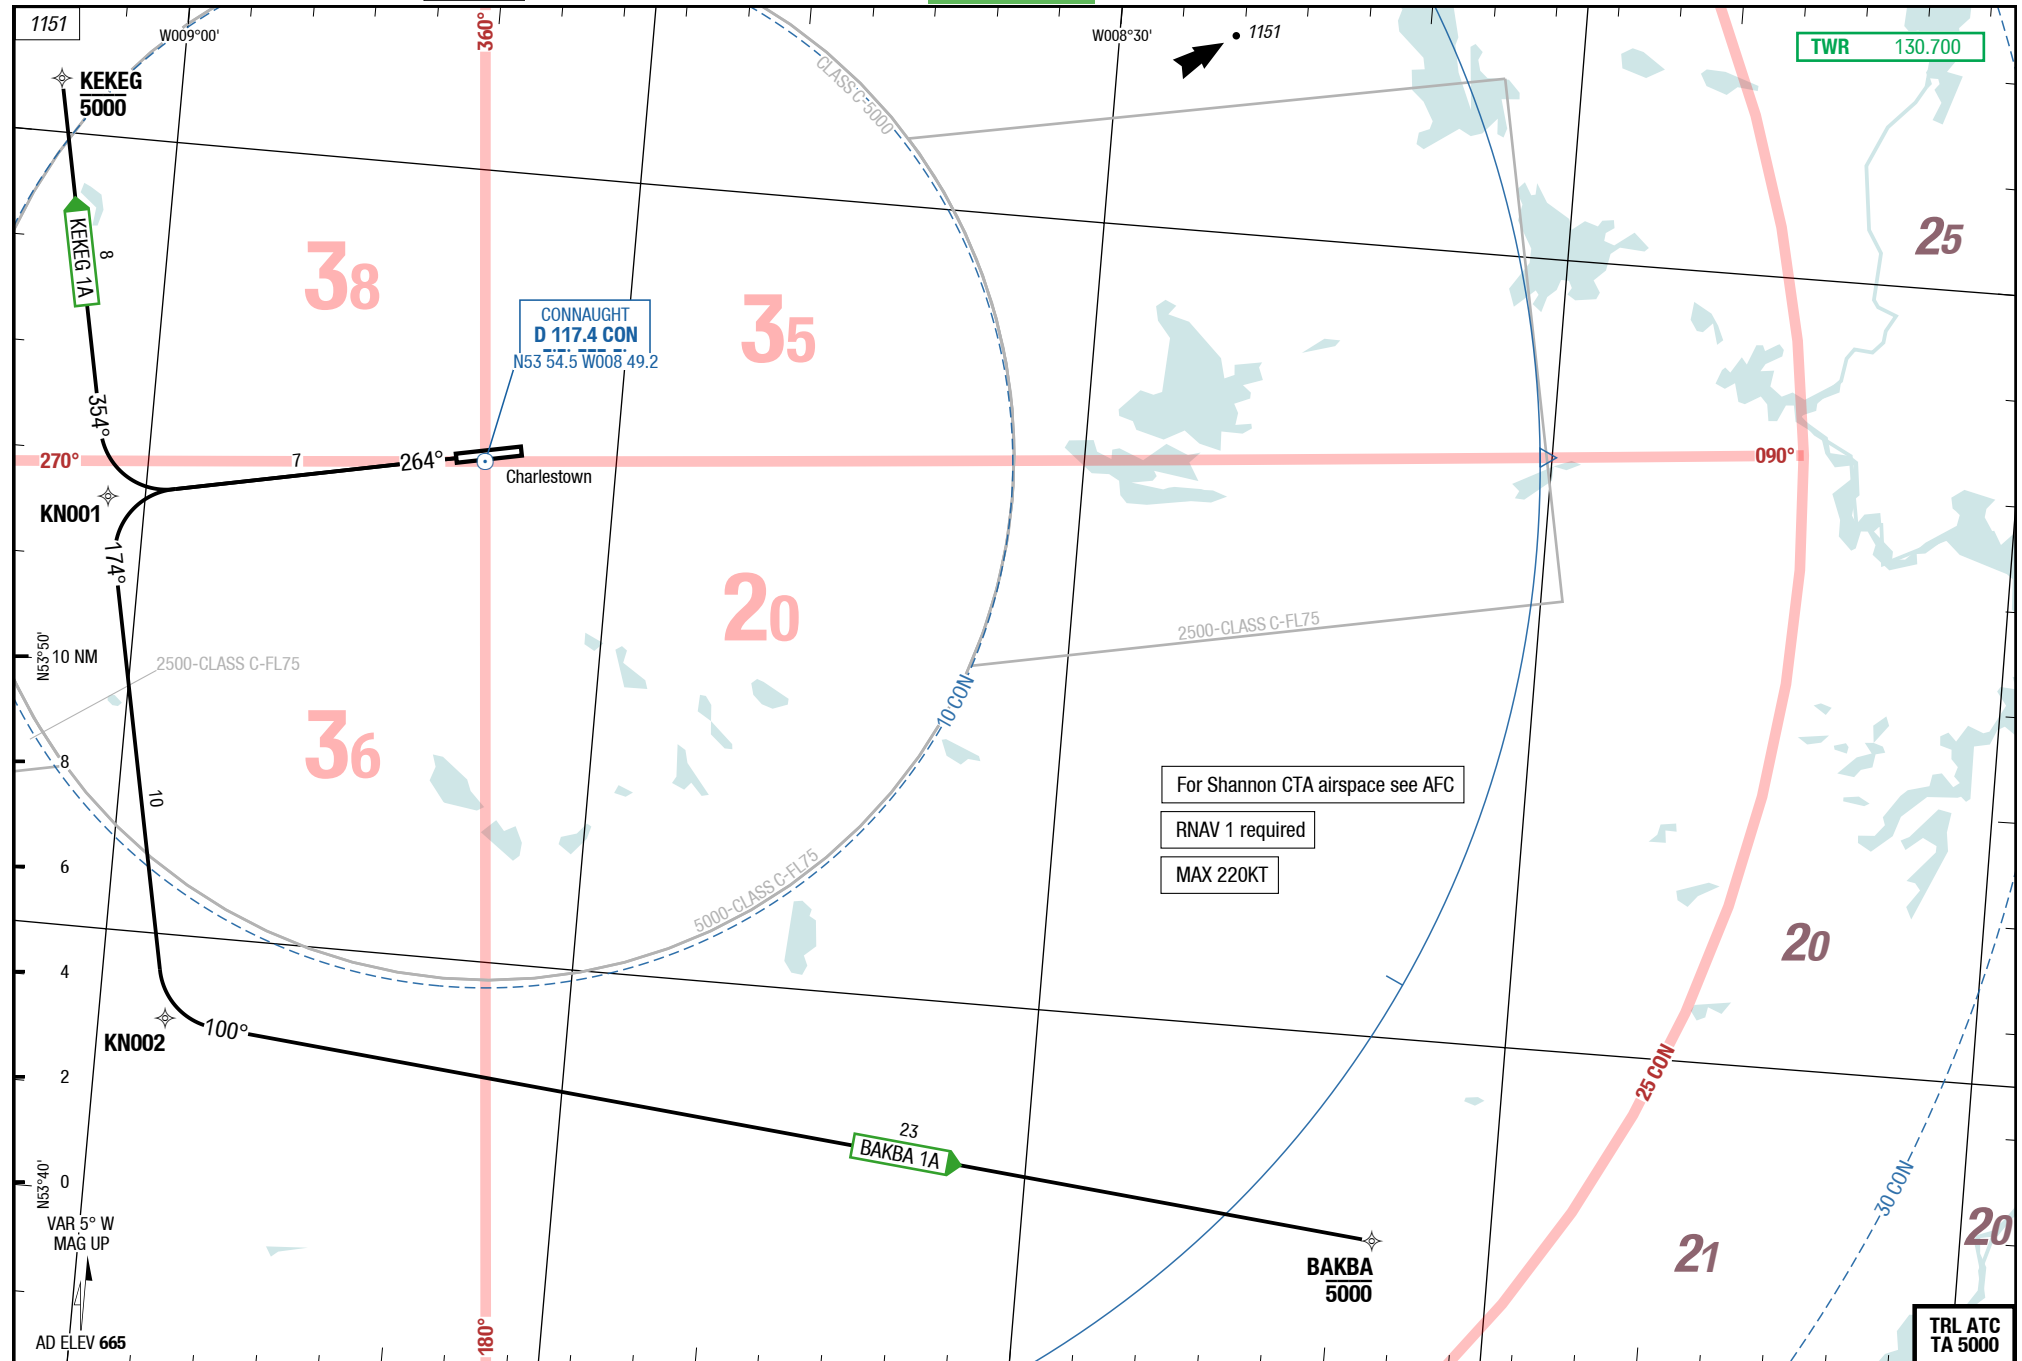 1151
W009°00'
360°
W008°30'
1151
TWR 130.700
KEKEG
5000
CLASS C-5000
KEKEG 1A
8
38
35
25
CONNAUGHT
D 117.4 CON
N53 54.5 W008 49.2
354°
270°
7
264°
090°
Charlestown
KN001
174°
20
2500-CLASS C-FL75
N53°50'
10 NM
2500-CLASS C-FL75
10 CON
36
8
10
For Shannon CTA airspace see AFC
RNAV 1 required
MAX 220KT
6
5000-CLASS C-FL75
20
4
KN002
100°
25 CON
2
23
BAKBA 1A
N53°40'
0
30 CON
VAR 5° W
MAG UP
20
21
BAKBA
5000
180°
AD ELEV 665
TRL ATC
TA 5000